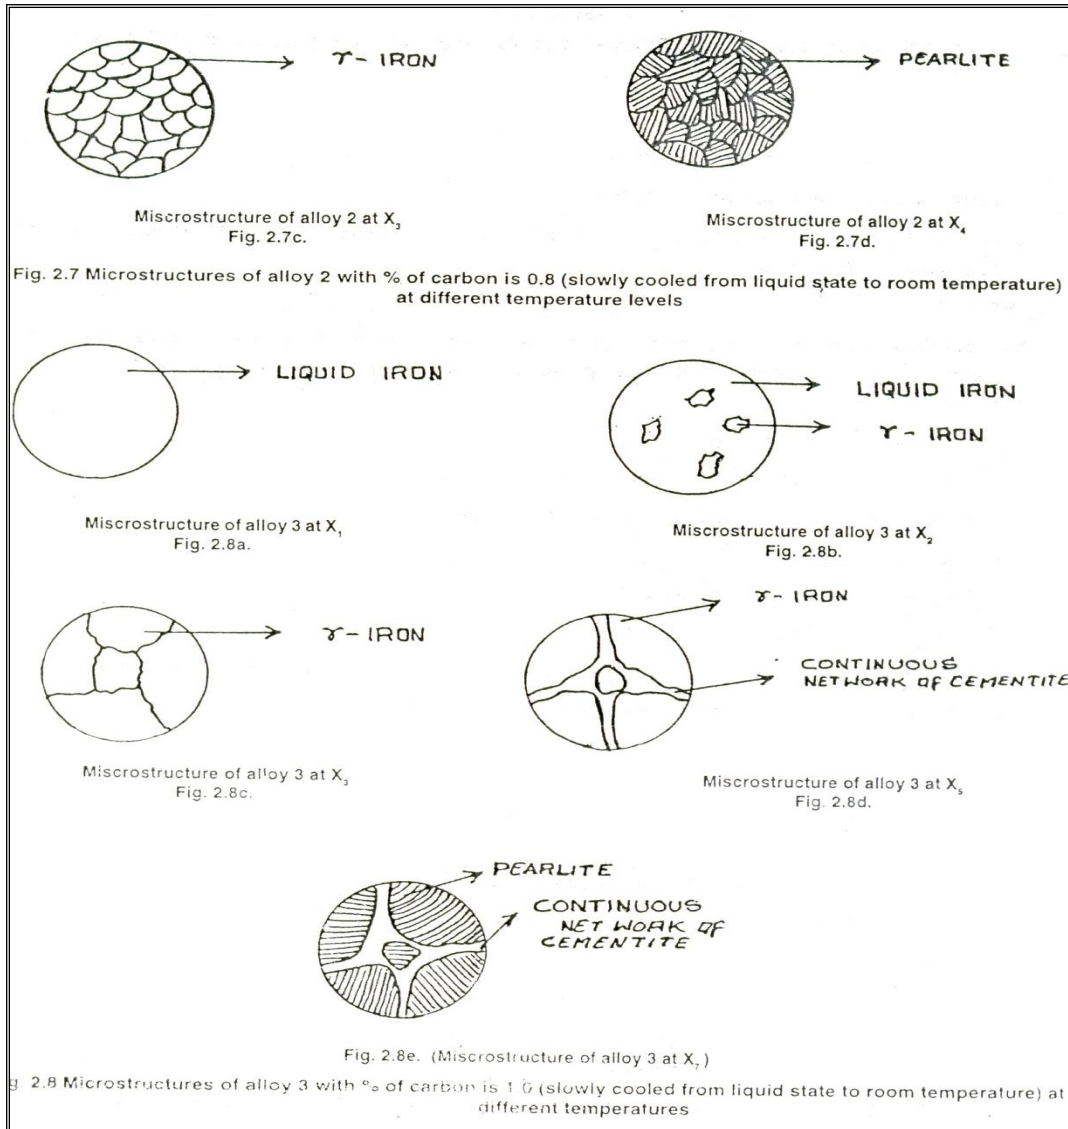 γ - IRON
PEARLITE
Miscrostructure of alloy 2 at X₃
Fig. 2.7c.
Miscrostructure of alloy 2 at X₄
Fig. 2.7d.
Fig. 2.7 Microstructures of alloy 2 with % of carbon is 0.8 (slowly cooled from liquid state to room temperature)
at different temperature levels
LIQUID IRON
LIQUID IRON
γ - IRON
Miscrostructure of alloy 3 at X₁
Fig. 2.8a.
Miscrostructure of alloy 3 at X₂
Fig. 2.8b.
γ - IRON
γ - IRON
CONTINUOUS
NETWORK OF CEMENTITE
Miscrostructure of alloy 3 at X₃
Fig. 2.8c.
Miscrostructure of alloy 3 at X₅
Fig. 2.8d.
PEARLITE
CONTINUOUS
NET WORK OF
CEMENTITE
Fig. 2.8e. (Miscrostructure of alloy 3 at X₇)
g. 2.8 Microstructures of alloy 3 with % of carbon is (slowly cooled from liquid state to room temperature) at
different temperatures